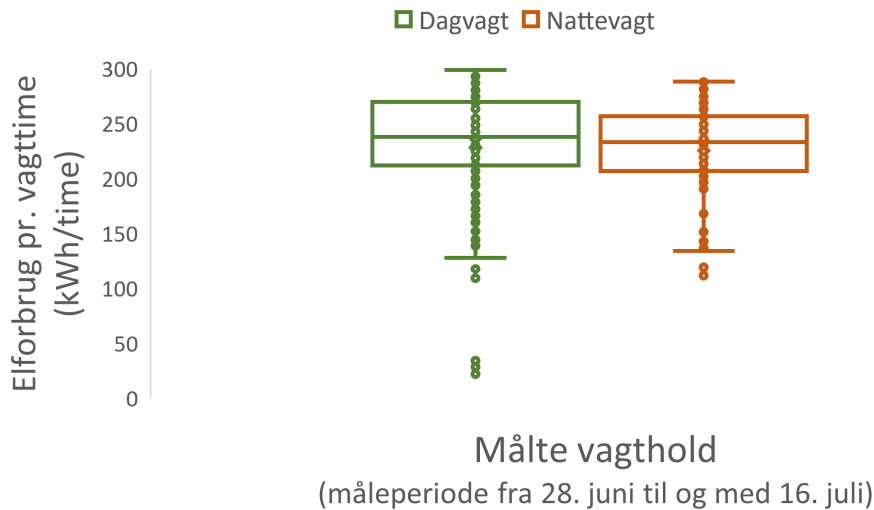 Dagvagt Nattevagt
Elforbrug pr. vagttime
(kWh/time)
300
250
200
150
100
50
0
Målte vagthold
(måleperiode fra 28. juni til og med 16. juli)